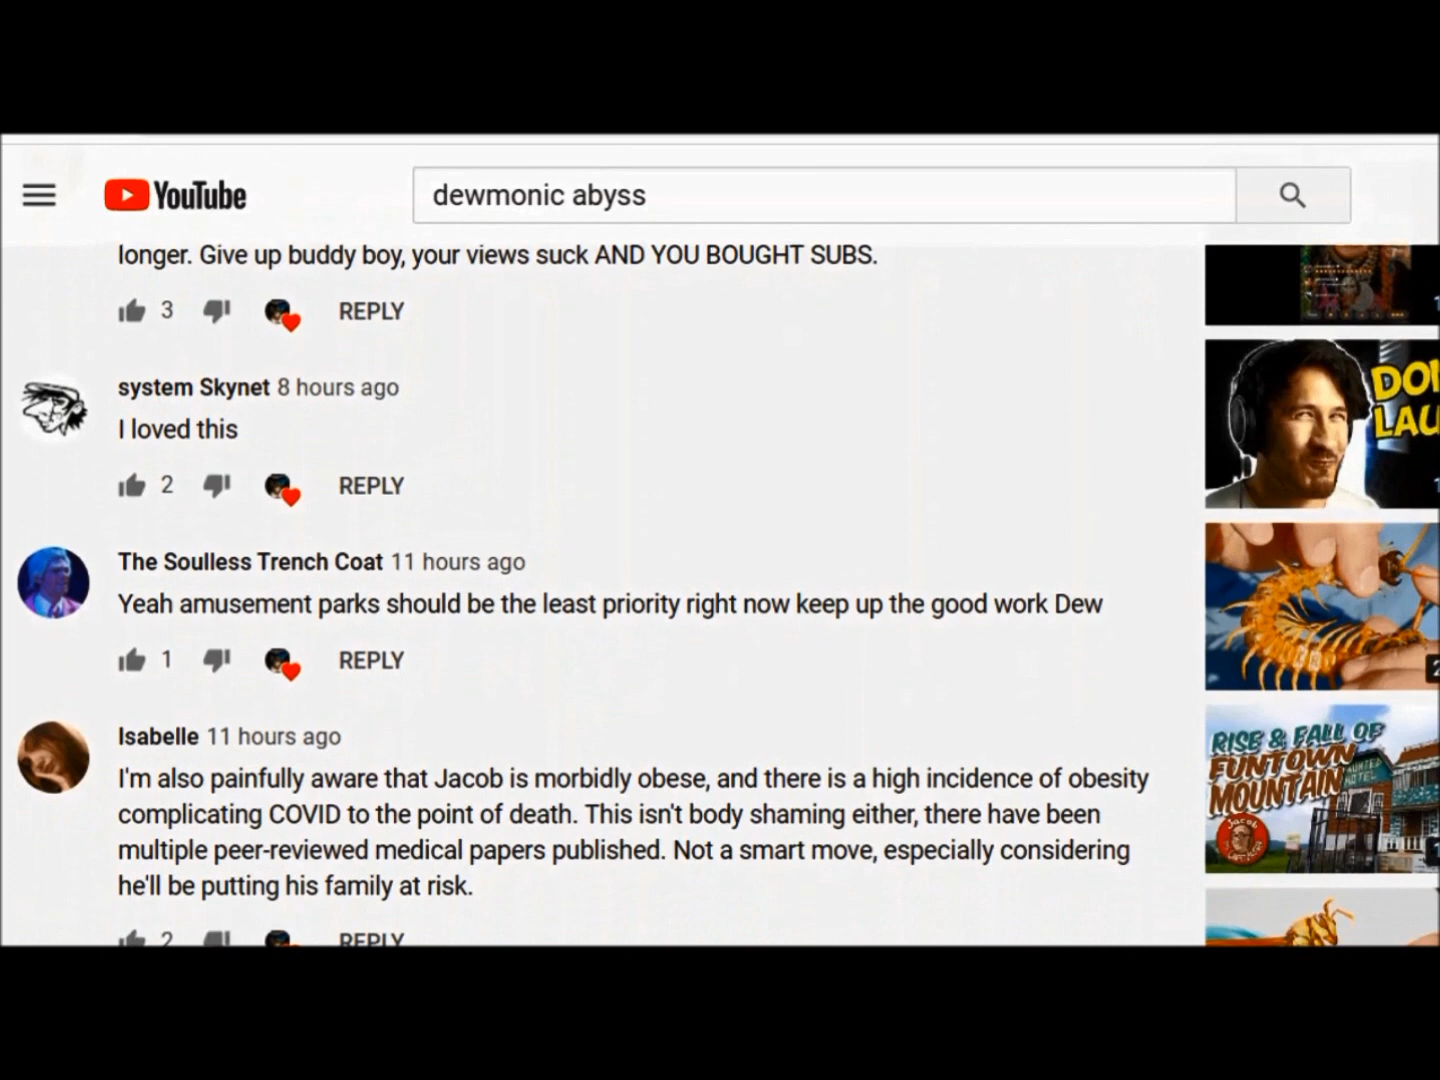 YouTube
dewmonic abyss
longer. Give up buddy boy, your views suck AND YOU BOUGHT SUBS.
3
REPLY
system Skynet 8 hours ago
I loved this
2
REPLY
The Soulless Trench Coat 11 hours ago
Yeah amusement parks should be the least priority right now keep up the good work Dew
1
REPLY
Isabelle 11 hours ago
I'm also painfully aware that Jacob is morbidly obese, and there is a high incidence of obesity
complicating COVID to the point of death. This isn't body shaming either, there have been
multiple peer-reviewed medical papers published. Not a smart move, especially considering
he'll be putting his family at risk.
2
REPLY
RISE & FALL OF
FUNTOWN
MOUNTAIN
Jacob